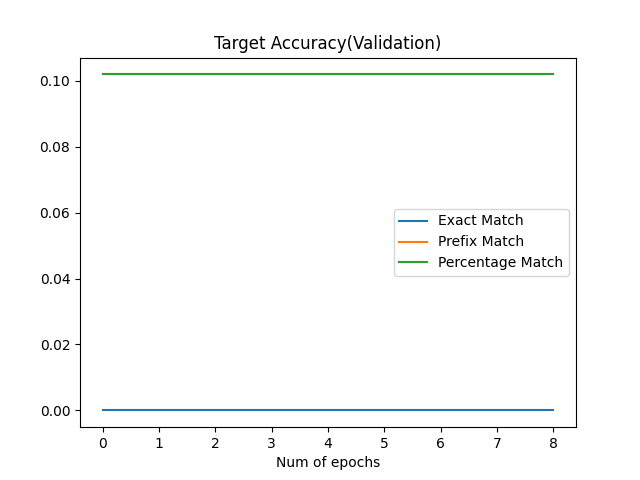 Target Accuracy(Validation)
0.10
0.08
0.06
0.04
0.02
0.00
Exact Match
Prefix Match
Percentage Match
0 1 2 3 4 5 6 7 8
Num of epochs